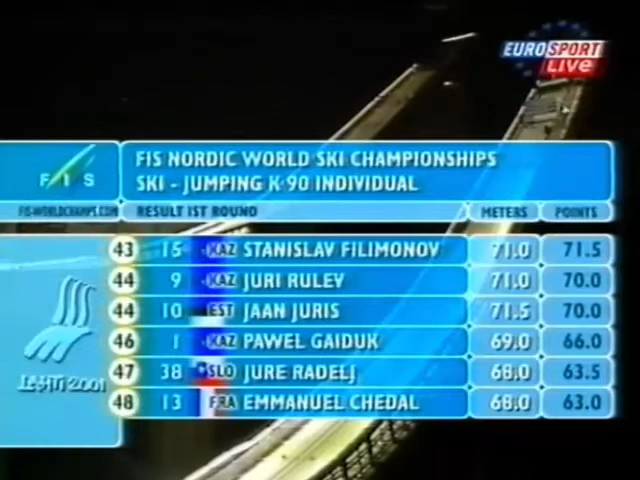 EUROSPORT
LIVE
FIS
FIS NORDIC WORLD SKI CHAMPIONSHIPS
SKI - JUMPING K 90 INDIVIDUAL
FIS-WORLDCHAMPS.COM RESULT 1ST ROUND METERS POINTS
43 15 KAZ STANISLAV FILIMONOV 71.0 71.5
44 9 KAZ JURI RULEV 71.0 70.0
44 10 EST JAAN JURIS 71.5 70.0
46 1 KAZ PAWEL GAIDUK 69.0 66.0
47 38 SLO JURE RADELJ 68.0 63.5
48 13 FRA EMMANUEL CHEDAL 68.0 63.0
LAHTI 2001